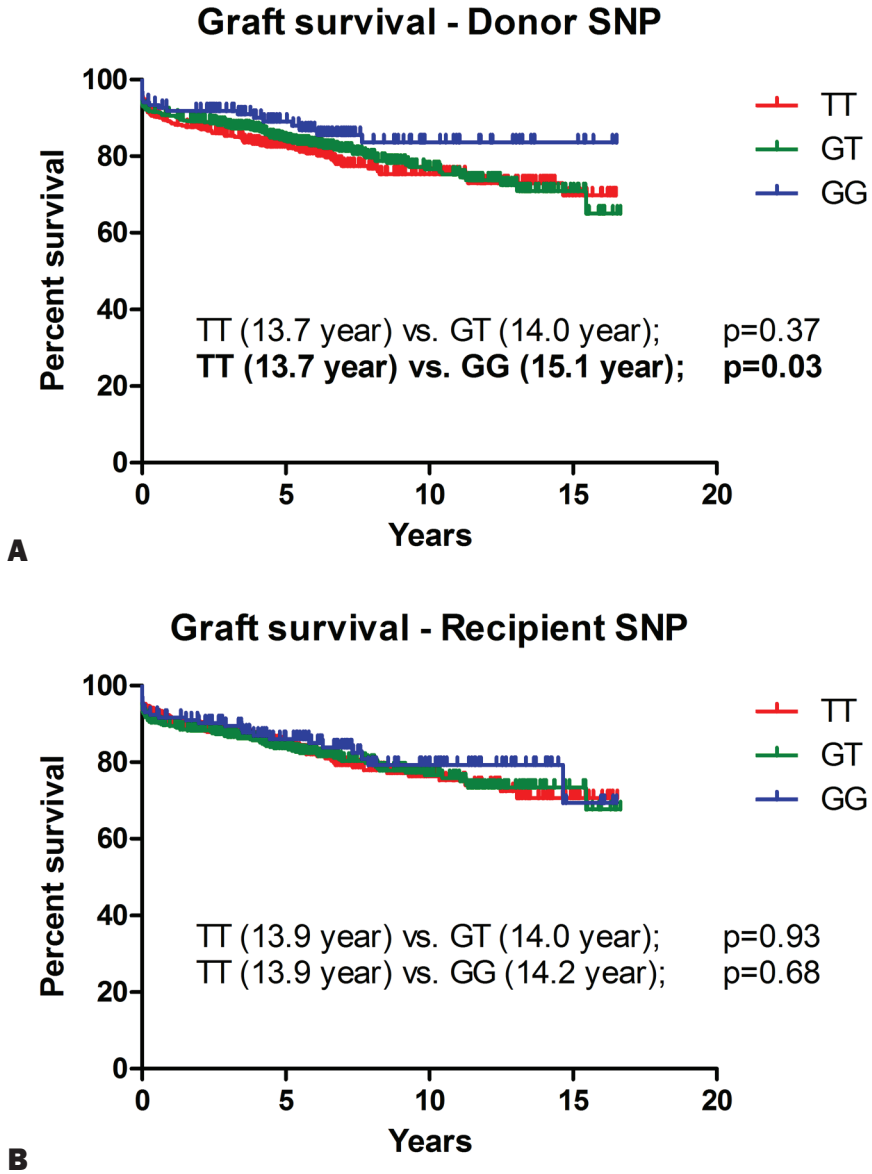 Graft survival - Donor SNP
Percent survival
100
80
60
40
20
0
TT
GT
GG
TT (13.7 year) vs. GT (14.0 year); p=0.37
TT (13.7 year) vs. GG (15.1 year); p=0.03
0 5 10 15 20
Years
A
Graft survival - Recipient SNP
Percent survival
100
80
60
40
20
0
TT
GT
GG
TT (13.9 year) vs. GT (14.0 year); p=0.93
TT (13.9 year) vs. GG (14.2 year); p=0.68
0 5 10 15 20
Years
B